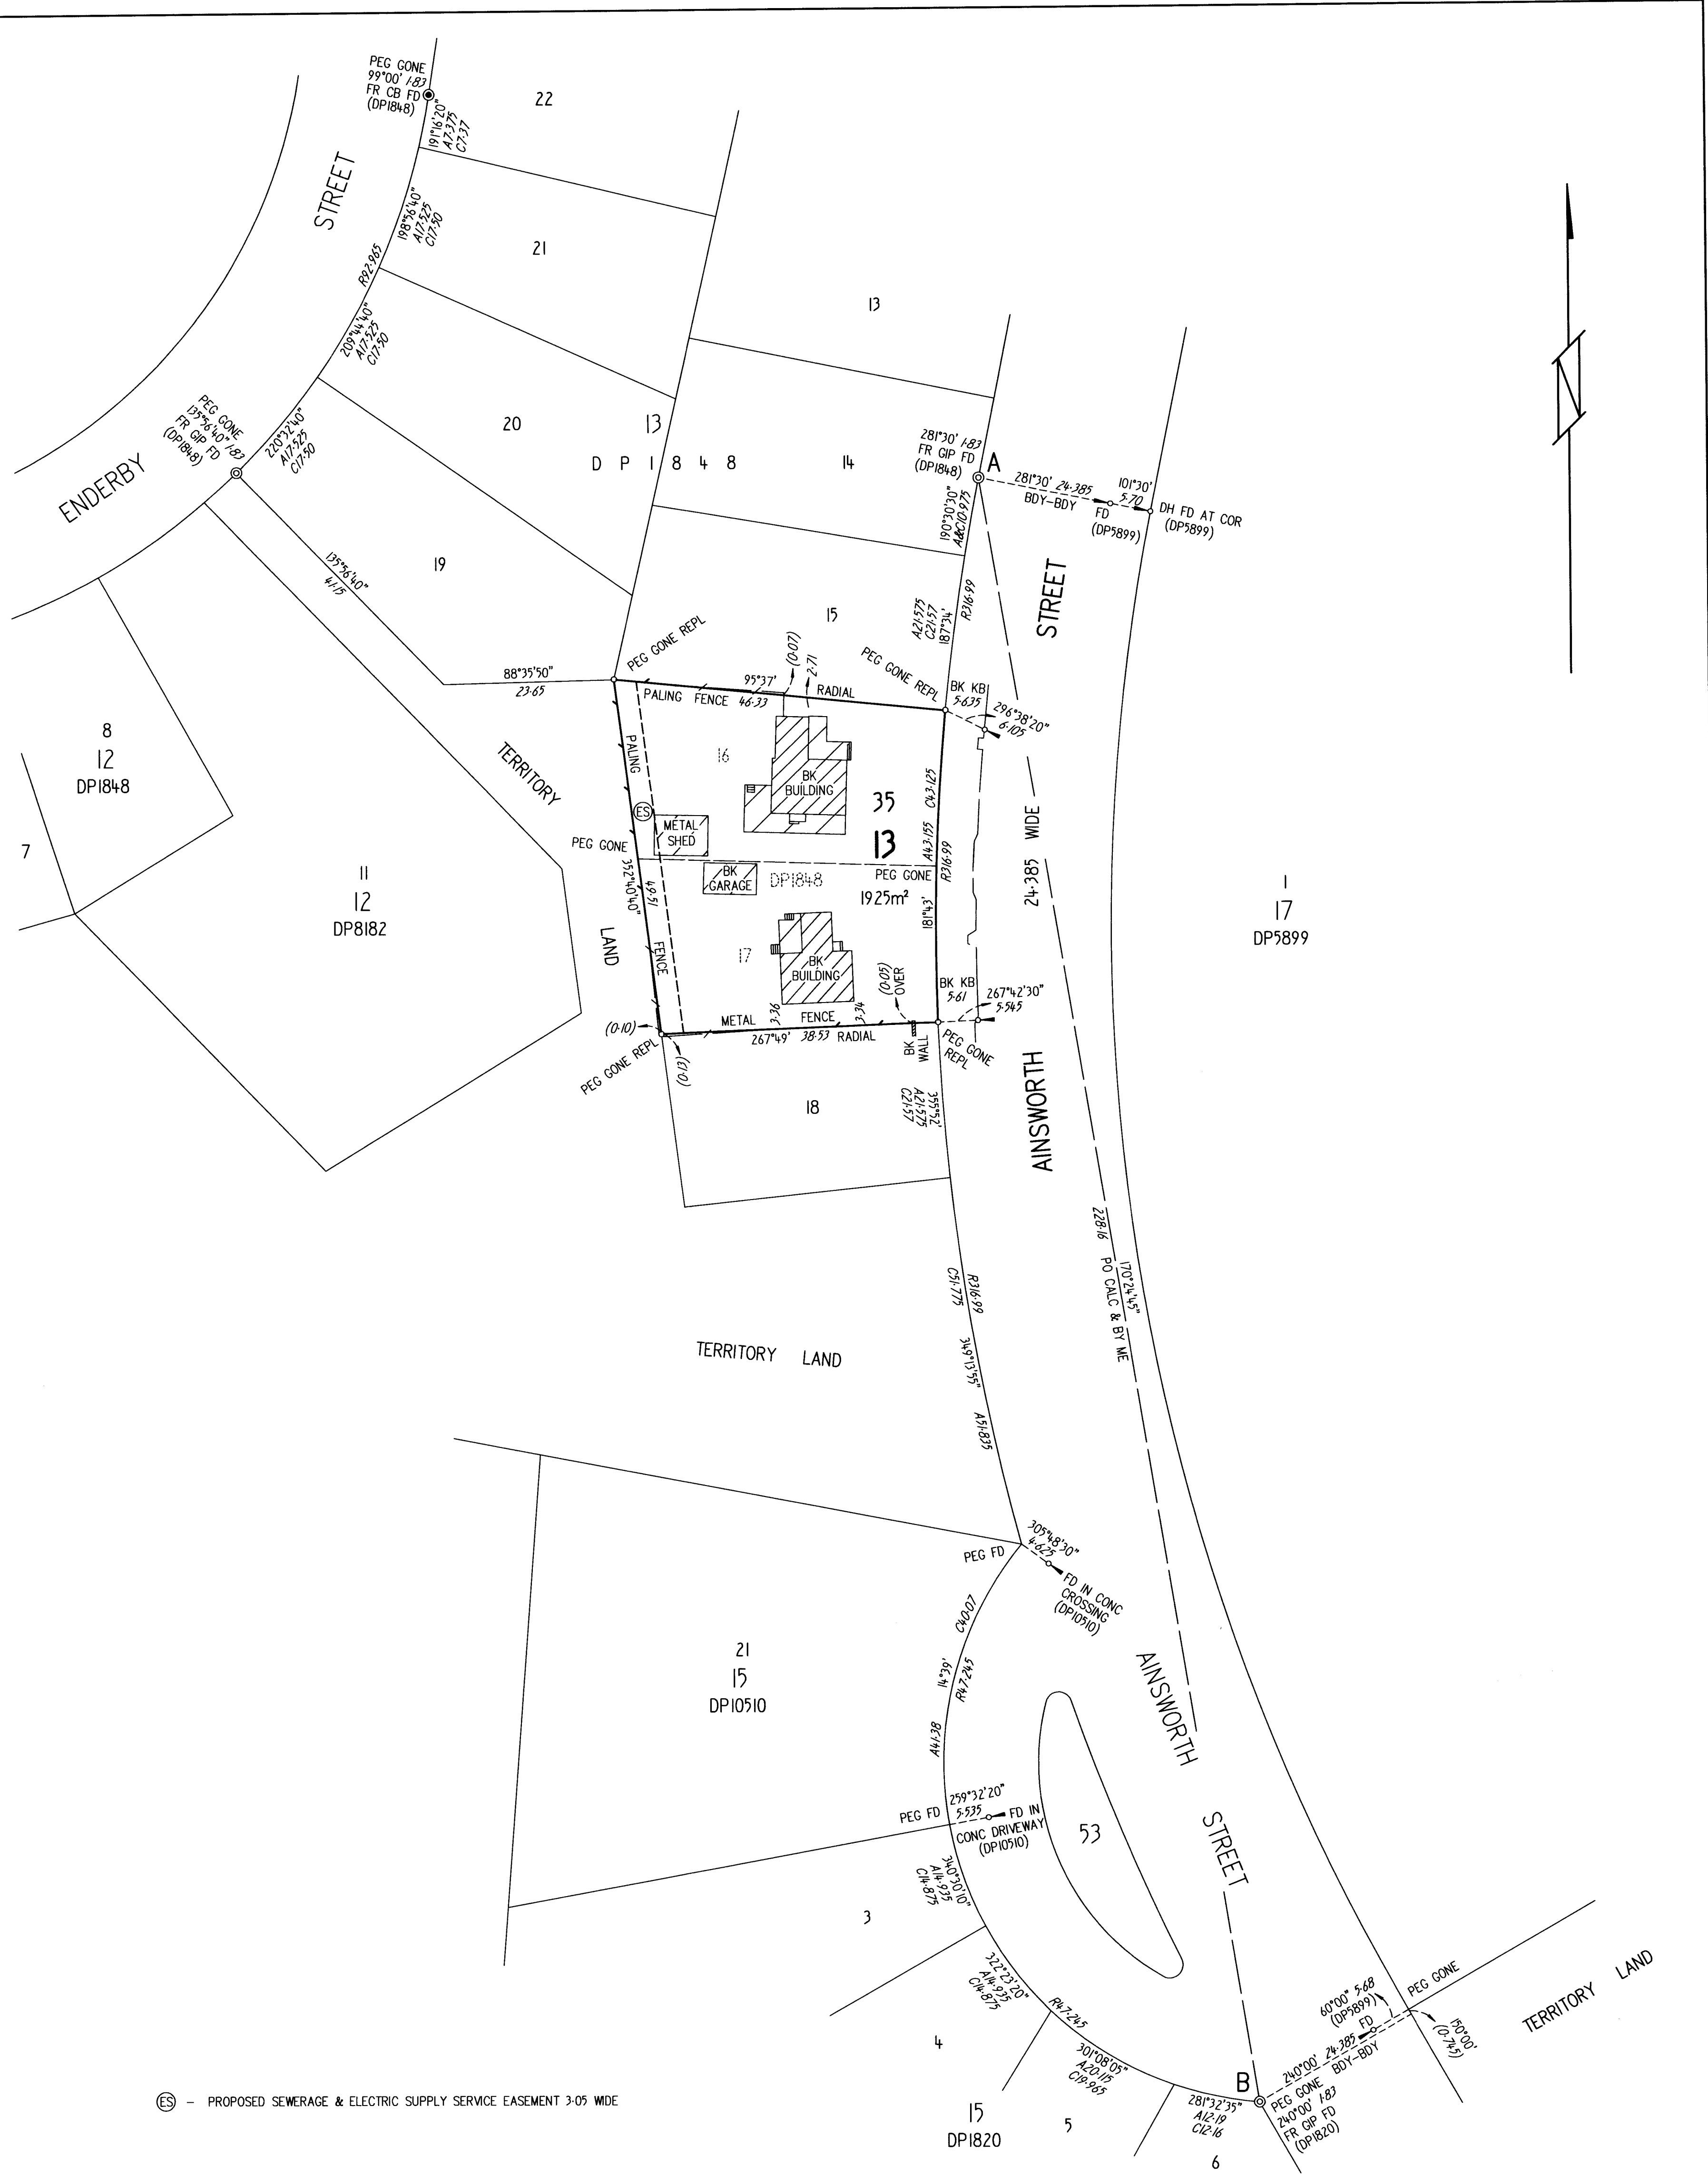 PEG GONE
99°00' 1·83
FR CB FD
(DP1848)
191°16'20"
A7·375
C7·37
22
STREET
198°56'40"
A17·525
C17·50
R92·965
21
209°44'40"
A17·525
C17·50
13
PEG GONE
135°56'40" 1·83
FR GIP FD
(DP1848)
220°32'40"
A17·525
C17·50
20
13
D P 1 8 4 8
14
ENDERBY
281°30' 1·83
FR GIP FD
(DP1848)
A
281°30' 24·385
BDY-BDY
FD
(DP5899)
101°30'
5·70
DH FD AT COR
(DP5899)
190°30'30"
A&C10·975
135°56'40"
41·15
19
STREET
15
A21·575
C21·57
187°34'
R316·99
PEG GONE REPL
(0·07)
2·71
PEG GONE REPL
88°35'50"
23·65
95°37'
RADIAL
PALING FENCE 46·33
BK KB
5·635
296°38'20"
6·105
8
12
DP1848
TERRITORY
PALING
16
BK
BUILDING
35
C43·125
24·385 WIDE
ES
METAL
SHED
13
A43·155
R316·99
7
PEG GONE
11
12
DP8182
352°40'40"
46·51
BK
GARAGE
DP1848
PEG GONE
1925m²
181°43'
1
17
DP5899
LAND
FENCE
17
BK
BUILDING
(0·05)
OVER
BK KB
5·61
267°42'30"
5·545
(0·10)
METAL
3·36
FENCE
3·34
267°49' 38·53 RADIAL
BK
WALL
PEG GONE
REPL
PEG GONE REPL
(0·13)
18
355°52'
A21·575
C21·57
AINSWORTH
228·16 PO CALC & BY ME
170°24'45"
R316·99
C51·775
349°13'55"
A51·835
TERRITORY LAND
305°48'30"
4·625
PEG FD
FD IN CONC
CROSSING
(DP10510)
C40·07
14°39'
R47·245
A41·38
21
15
DP10510
AINSWORTH
259°32'20"
5·535
PEG FD
FD IN
CONC DRIVEWAY
(DP10510)
53
STREET
340°30'10"
A14·935
C14·875
3
322°23'20"
A14·935
C14·875
R47·245
4
301°08'05"
A20·115
C19·965
PEG GONE
60°00' 5·68
(DP5899)
FD
240°00' 24·385
BDY-BDY
150°00'
(0·745)
TERRITORY LAND
B
PEG GONE
240°00' 1·83
FR GIP FD
(DP1820)
281°32'35"
A12·19
C12·16
15
DP1820
5
6
ES - PROPOSED SEWERAGE & ELECTRIC SUPPLY SERVICE EASEMENT 3·05 WIDE